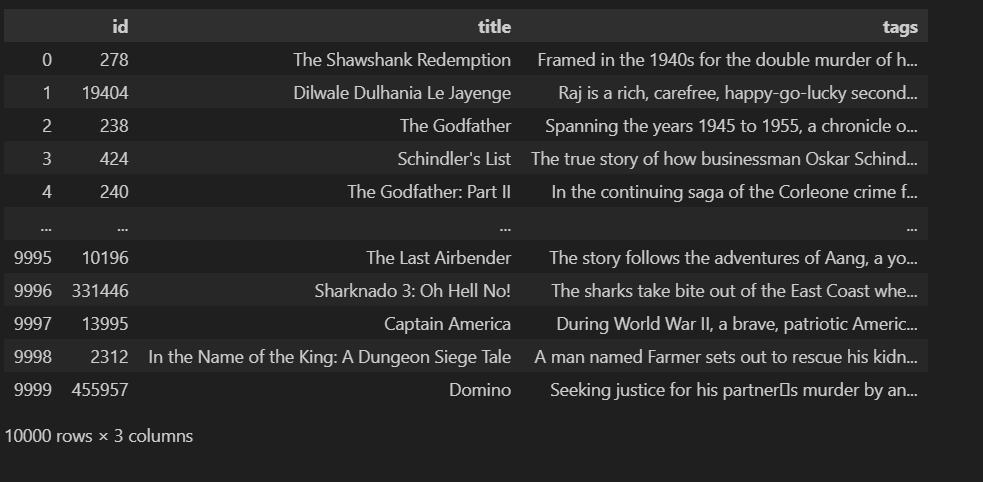 id title tags
0 278 The Shawshank Redemption Framed in the 1940s for the double murder of h...
1 19404 Dilwale Dulhania Le Jayenge Raj is a rich, carefree, happy-go-lucky second...
2 238 The Godfather Spanning the years 1945 to 1955, a chronicle o...
3 424 Schindler's List The true story of how businessman Oskar Schind...
4 240 The Godfather: Part II In the continuing saga of the Corleone crime f...
... ... ... ...
9995 10196 The Last Airbender The story follows the adventures of Aang, a yo...
9996 331446 Sharknado 3: Oh Hell No! The sharks take bite out of the East Coast whe...
9997 13995 Captain America During World War II, a brave, patriotic Americ...
9998 2312 In the Name of the King: A Dungeon Siege Tale A man named Farmer sets out to rescue his kidn...
9999 455957 Domino Seeking justice for his partner▯s murder by an...
10000 rows × 3 columns